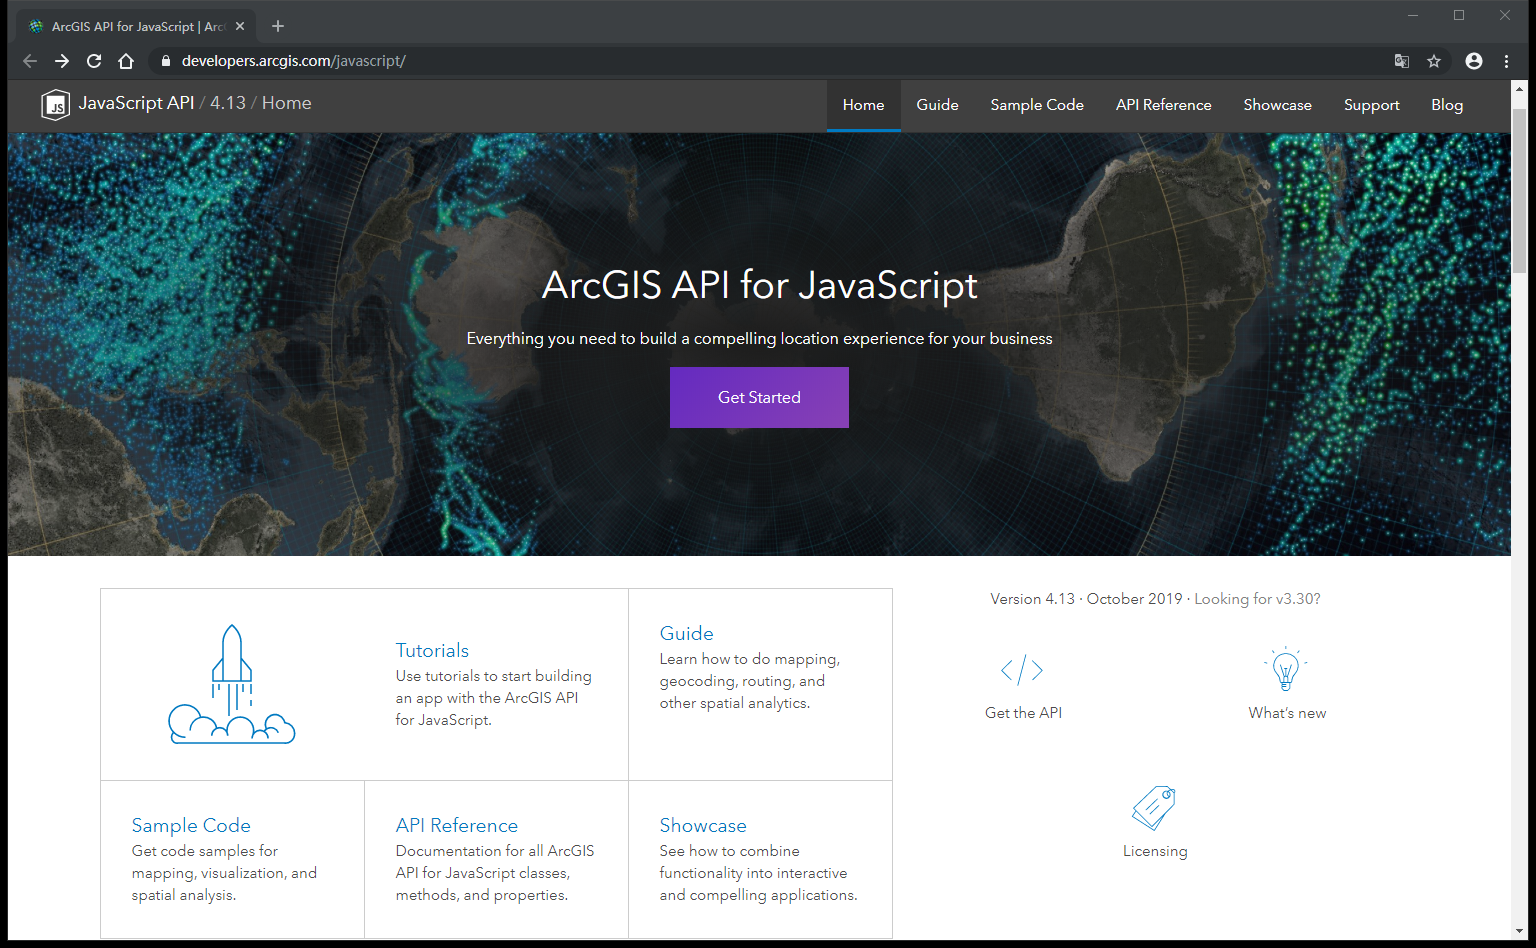 ArcGIS API for JavaScript | Arc
developers.arcgis.com/javascript/
JS
JavaScript API / 4.13 / Home
Home Guide Sample Code API Reference Showcase Support Blog
ArcGIS API for JavaScript
Everything you need to build a compelling location experience for your business
Get Started
Tutorials
Use tutorials to start building
an app with the ArcGIS API
for JavaScript.
Guide
Learn how to do mapping,
geocoding, routing, and
other spatial analytics.
Sample Code
Get code samples for
mapping, visualization, and
spatial analysis.
API Reference
Documentation for all ArcGIS
API for JavaScript classes,
methods, and properties.
Showcase
See how to combine
functionality into interactive
and compelling applications.
Version 4.13 · October 2019 · Looking for v3.30?
Get the API
What's new
Licensing